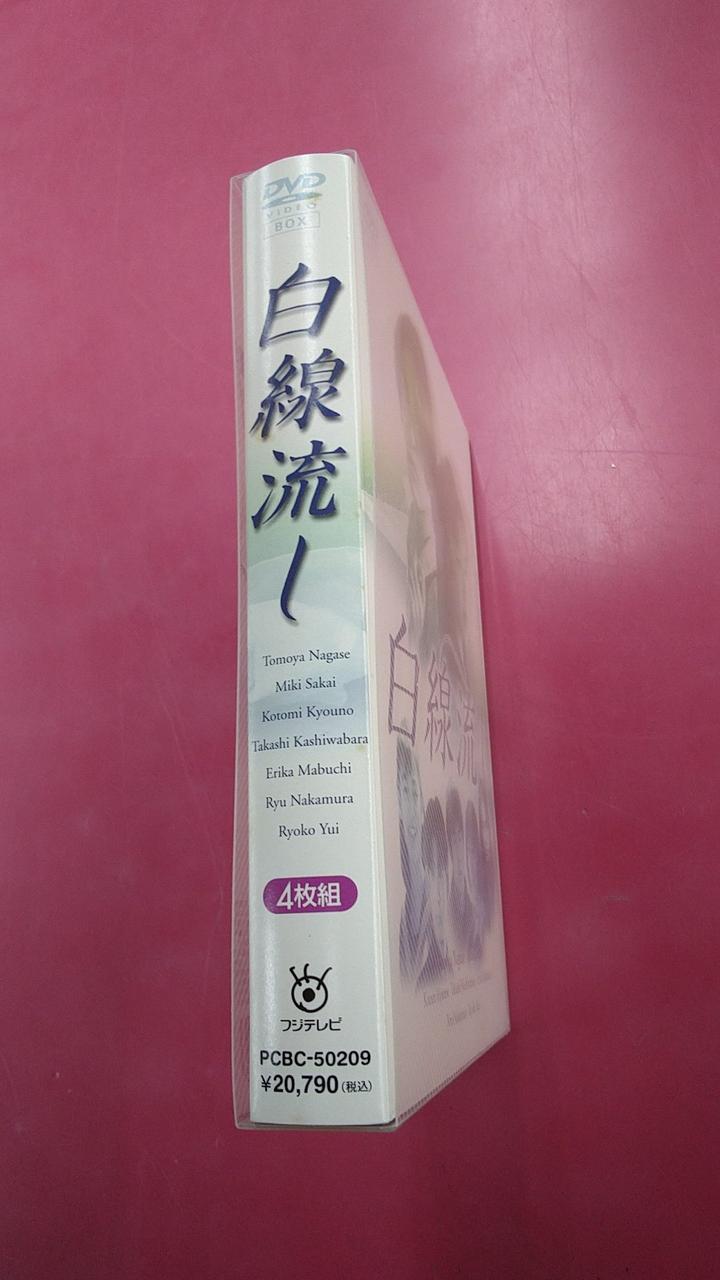 DVD
VIDEO
BOX
白線流し
Tomoya Nagase
Miki Sakai
Kotomi Kyouno
Takashi Kashiwabara
Erika Mabuchi
Ryu Nakamura
Ryoko Yui
4枚組
フジテレビ
PCBC-50209
¥20,790(税込)
白線流し